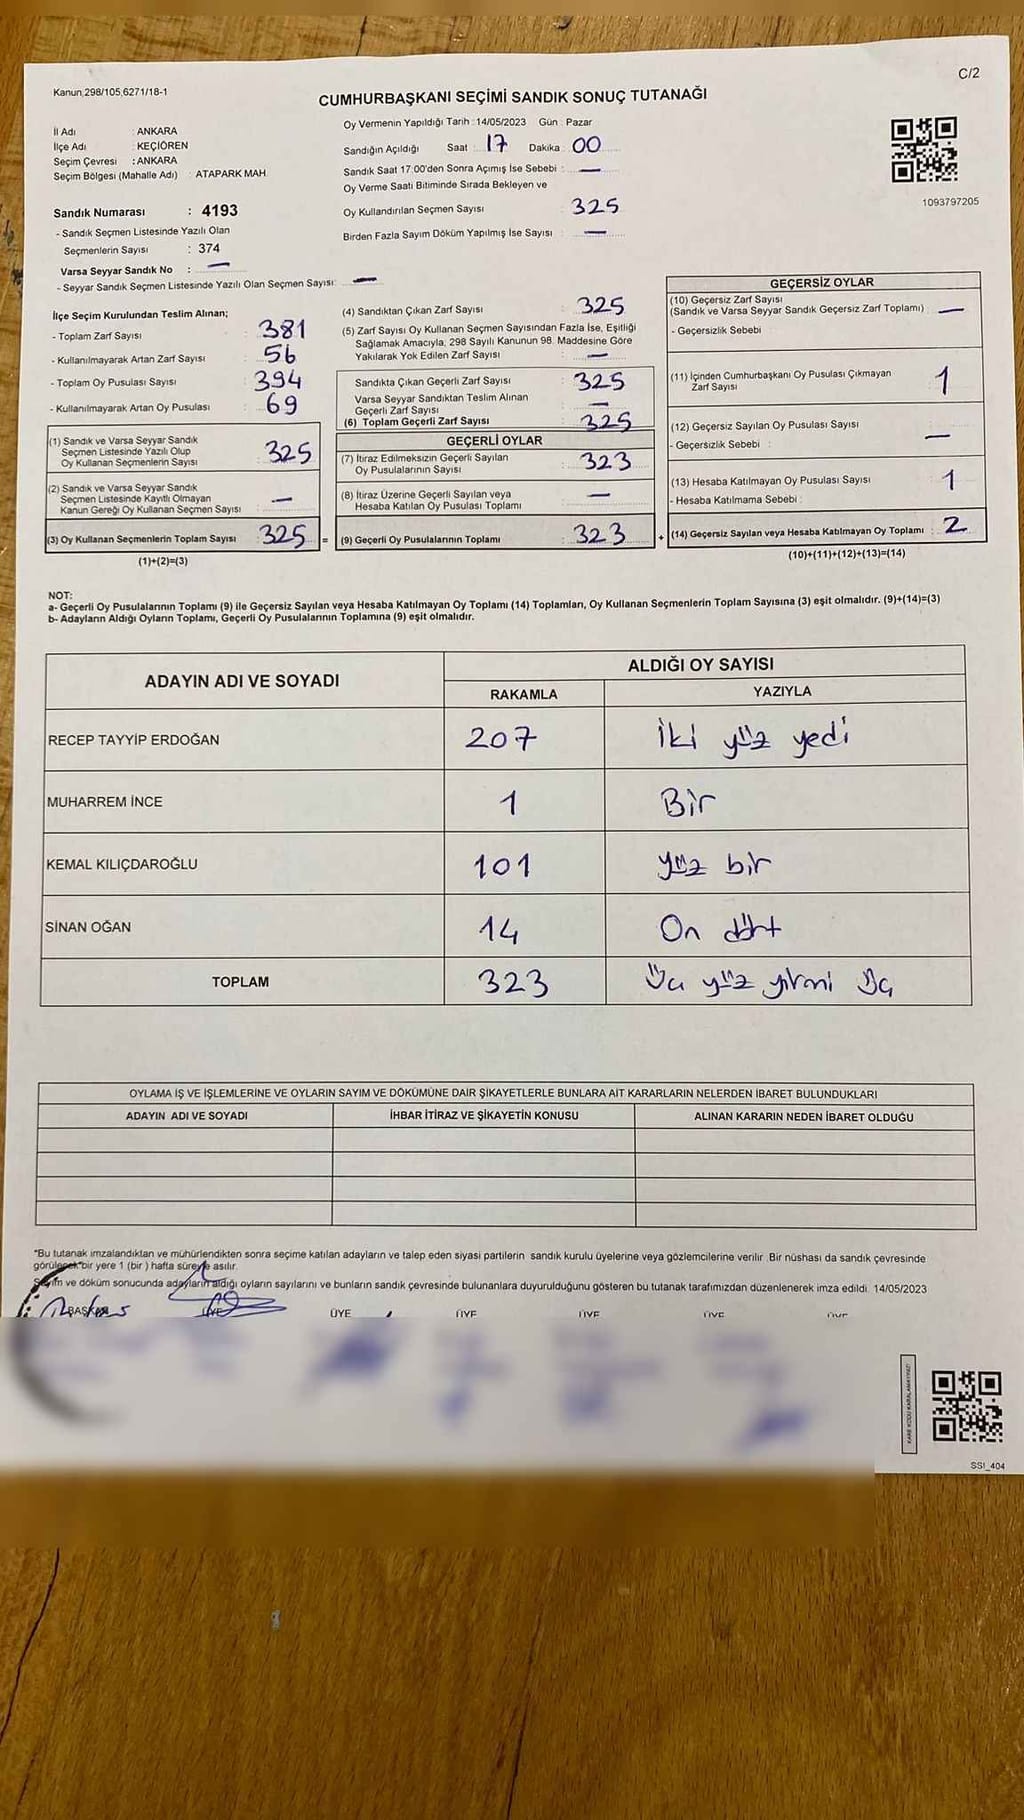 Kanun,298/105,6271/18-1
C/2
CUMHURBAŞKANI SEÇİMİ SANDIK SONUÇ TUTANAĞI
İl Adı : ANKARA
İlçe Adı : KEÇİÖREN
Seçim Çevresi : ANKARA
Seçim Bölgesi (Mahalle Adı) : ATAPARK MAH.
Sandık Numarası : 4193
- Sandık Seçmen Listesinde Yazılı Olan
Seçmenlerin Sayısı : 374
Varsa Seyyar Sandık No : —
- Seyyar Sandık Seçmen Listesinde Yazılı Olan Seçmen Sayısı: —
Oy Vermenin Yapıldığı Tarih : 14/05/2023 Gün : Pazar
Sandığın Açıldığı Saat : 17 Dakika : 00
Sandık Saat 17:00'den Sonra Açımış İse Sebebi : —
Oy Verme Saati Bitiminde Sırada Bekleyen ve
Oy Kullandırılan Seçmen Sayısı : 325
Birden Fazla Sayım Döküm Yapılmış İse Sayısı : —
1093797205
İlçe Seçim Kurulundan Teslim Alınan;
- Toplam Zarf Sayısı : 381
- Kullanılmayarak Artan Zarf Sayısı : 56
- Toplam Oy Pusulası Sayısı : 394
- Kullanılmayarak Artan Oy Pusulası : 69
(1) Sandık ve Varsa Seyyar Sandık
Seçmen Listesinde Yazılı Olup
Oy Kullanan Seçmenlerin Sayısı : 325
(2) Sandık ve Varsa Seyyar Sandık
Seçmen Listesinde Kayıtlı Olmayan
Kanun Gereği Oy Kullanan Seçmen Sayısı : —
(3) Oy Kullanan Seçmenlerin Toplam Sayısı : 325 =
(1)+(2)=(3)
(4) Sandıktan Çıkan Zarf Sayısı : 325
(5) Zarf Sayısı Oy Kullanan Seçmen Sayısından Fazla İse, Eşitliği
Sağlamak Amacıyla, 298 Sayılı Kanunun 98. Maddesine Göre
Yakılarak Yok Edilen Zarf Sayısı : —
Sandıkta Çıkan Geçerli Zarf Sayısı : 325
Varsa Seyyar Sandıktan Teslim Alınan
Geçerli Zarf Sayısı : —
(6) Toplam Geçerli Zarf Sayısı : 325
GEÇERLİ OYLAR
(7) İtiraz Edilmeksizin Geçerli Sayılan
Oy Pusulalarının Sayısı : 323
(8) İtiraz Üzerine Geçerli Sayılan veya
Hesaba Katılan Oy Pusulası Toplamı : —
(9) Geçerli Oy Pusulalarının Toplamı : 323 +
GEÇERSİZ OYLAR
(10) Geçersiz Zarf Sayısı
(Sandık ve Varsa Seyyar Sandık Geçersiz Zarf Toplamı) : —
- Geçersizlik Sebebi :
(11) İçinden Cumhurbaşkanı Oy Pusulası Çıkmayan
Zarf Sayısı : 1
(12) Geçersiz Sayılan Oy Pusulası Sayısı : —
- Geçersizlik Sebebi :
(13) Hesaba Katılmayan Oy Pusulası Sayısı : 1
- Hesaba Katılmama Sebebi :
(14) Geçersiz Sayılan veya Hesaba Katılmayan Oy Toplamı : 2
(10)+(11)+(12)+(13)=(14)
NOT:
a- Geçerli Oy Pusulalarının Toplamı (9) ile Geçersiz Sayılan veya Hesaba Katılmayan Oy Toplamı (14) Toplamları, Oy Kullanan Seçmenlerin Toplam Sayısına (3) eşit olmalıdır. (9)+(14)=(3)
b- Adayların Aldığı Oyların Toplamı, Geçerli Oy Pusulalarının Toplamına (9) eşit olmalıdır.
ADAYIN ADI VE SOYADI
ALDIĞI OY SAYISI
RAKAMLA YAZIYLA
RECEP TAYYİP ERDOĞAN 207 İki yüz yedi
MUHARREM İNCE 1 Bir
KEMAL KILIÇDAROĞLU 101 yüz bir
SİNAN OĞAN 14 On dört
TOPLAM 323 Üç yüz yirmi Üç
OYLAMA İŞ VE İŞLEMLERİNE VE OYLARIN SAYIM VE DÖKÜMÜNE DAİR ŞİKAYETLERLE BUNLARA AİT KARARLARIN NELERDEN İBARET BULUNDUKLARI
ADAYIN ADI VE SOYADI İHBAR İTİRAZ VE ŞİKAYETİN KONUSU ALINAN KARARIN NEDEN İBARET OLDUĞU
*Bu tutanak imzalandıktan ve mühürlendikten sonra seçime katılan adayların ve talep eden siyasi partilerin sandık kurulu üyelerine veya gözlemcilerine verilir. Bir nüshası da sandık çevresinde
görülecek bir yere 1 (bir ) hafta süreyle asılır.
Sayım ve döküm sonucunda adayların aldığı oyların sayılarını ve bunların sandık çevresinde bulunanlara duyurulduğunu gösteren bu tutanak tarafımızdan düzenlenerek imza edildi. 14/05/2023
BAŞKAN ÜYE ÜYE ÜYE ÜYE ÜYE ÜYE
KARE KODU KARALAMAYINIZ!
SSI_404